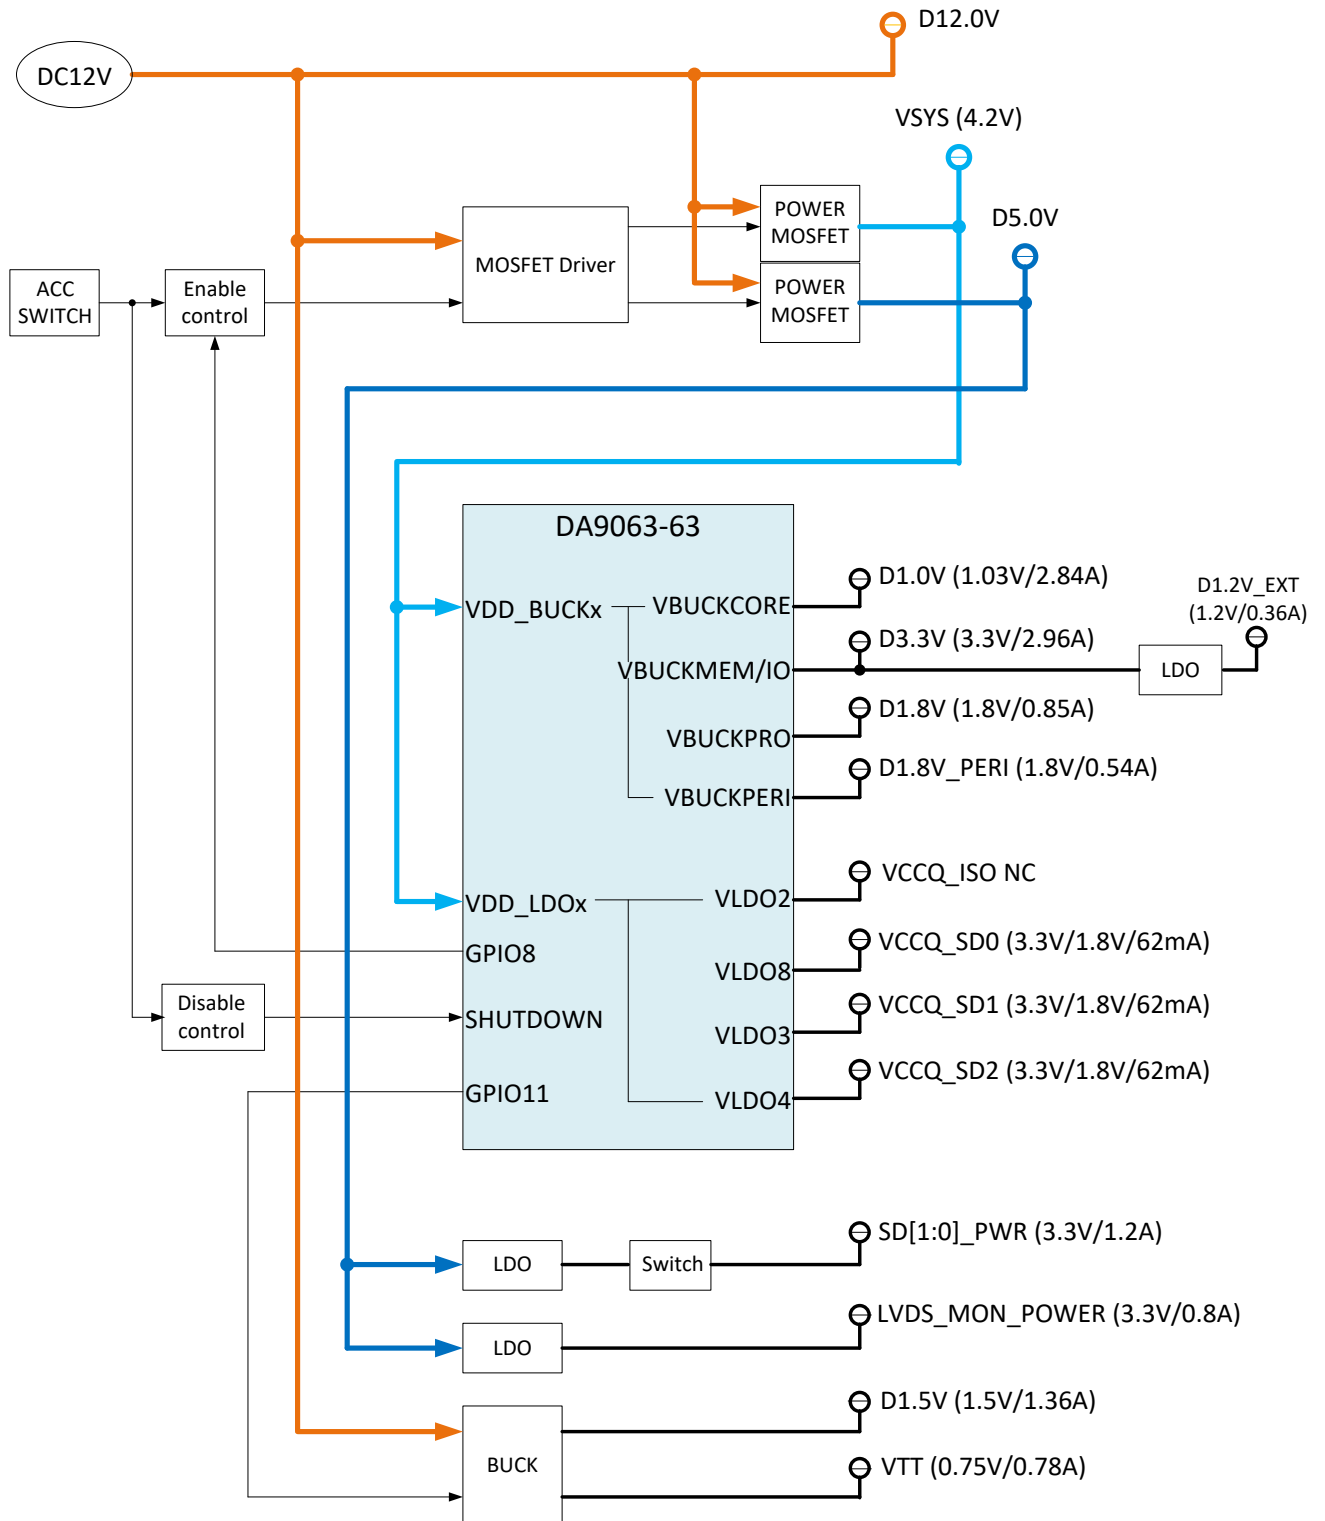 D12.0V
DC12V
VSYS (4.2V)
D5.0V
POWER
MOSFET
MOSFET Driver
POWER
MOSFET
ACC
SWITCH
Enable
control
DA9063-63
VDD_BUCKx
VBUCKCORE
D1.0V (1.03V/2.84A)
D1.2V_EXT
(1.2V/0.36A)
VBUCKMEM/IO
D3.3V (3.3V/2.96A)
LDO
VBUCKPRO
D1.8V (1.8V/0.85A)
VBUCKPERI
D1.8V_PERI (1.8V/0.54A)
VDD_LDOx
VLDO2
VCCQ_ISO NC
GPIO8
VLDO8
VCCQ_SD0 (3.3V/1.8V/62mA)
Disable
control
SHUTDOWN
VLDO3
VCCQ_SD1 (3.3V/1.8V/62mA)
GPIO11
VLDO4
VCCQ_SD2 (3.3V/1.8V/62mA)
LDO
Switch
SD[1:0]_PWR (3.3V/1.2A)
LDO
LVDS_MON_POWER (3.3V/0.8A)
BUCK
D1.5V (1.5V/1.36A)
VTT (0.75V/0.78A)